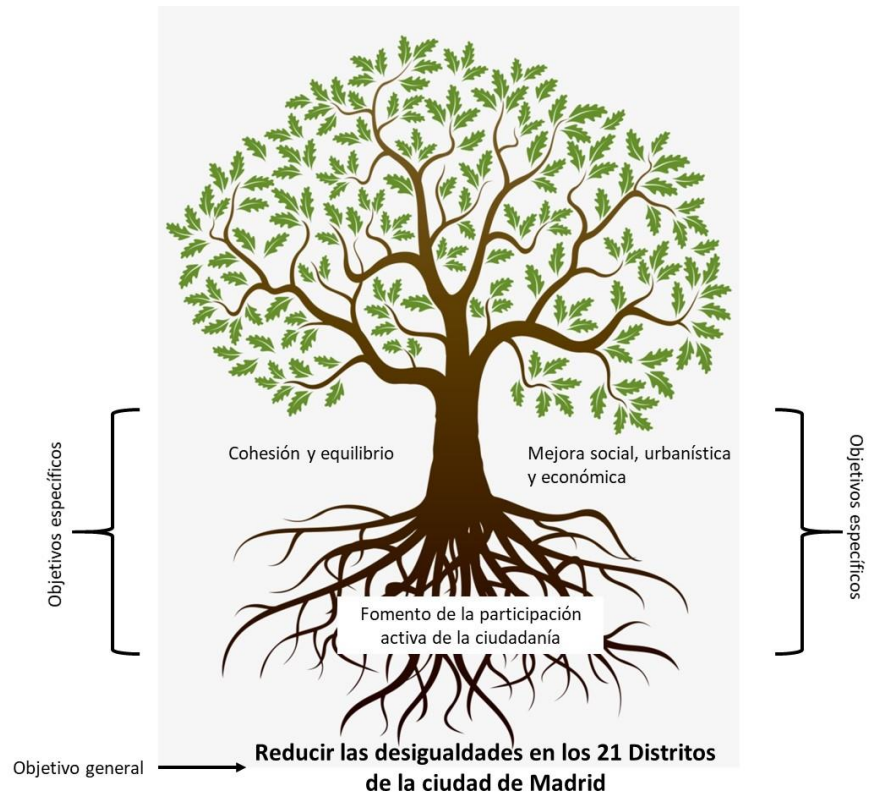 Objetivos específicos
Cohesión y equilibrio
Mejora social, urbanística
y económica
Objetivos específicos
Fomento de la participación
activa de la ciudadanía
Objetivo general
Reducir las desigualdades en los 21 Distritos
de la ciudad de Madrid